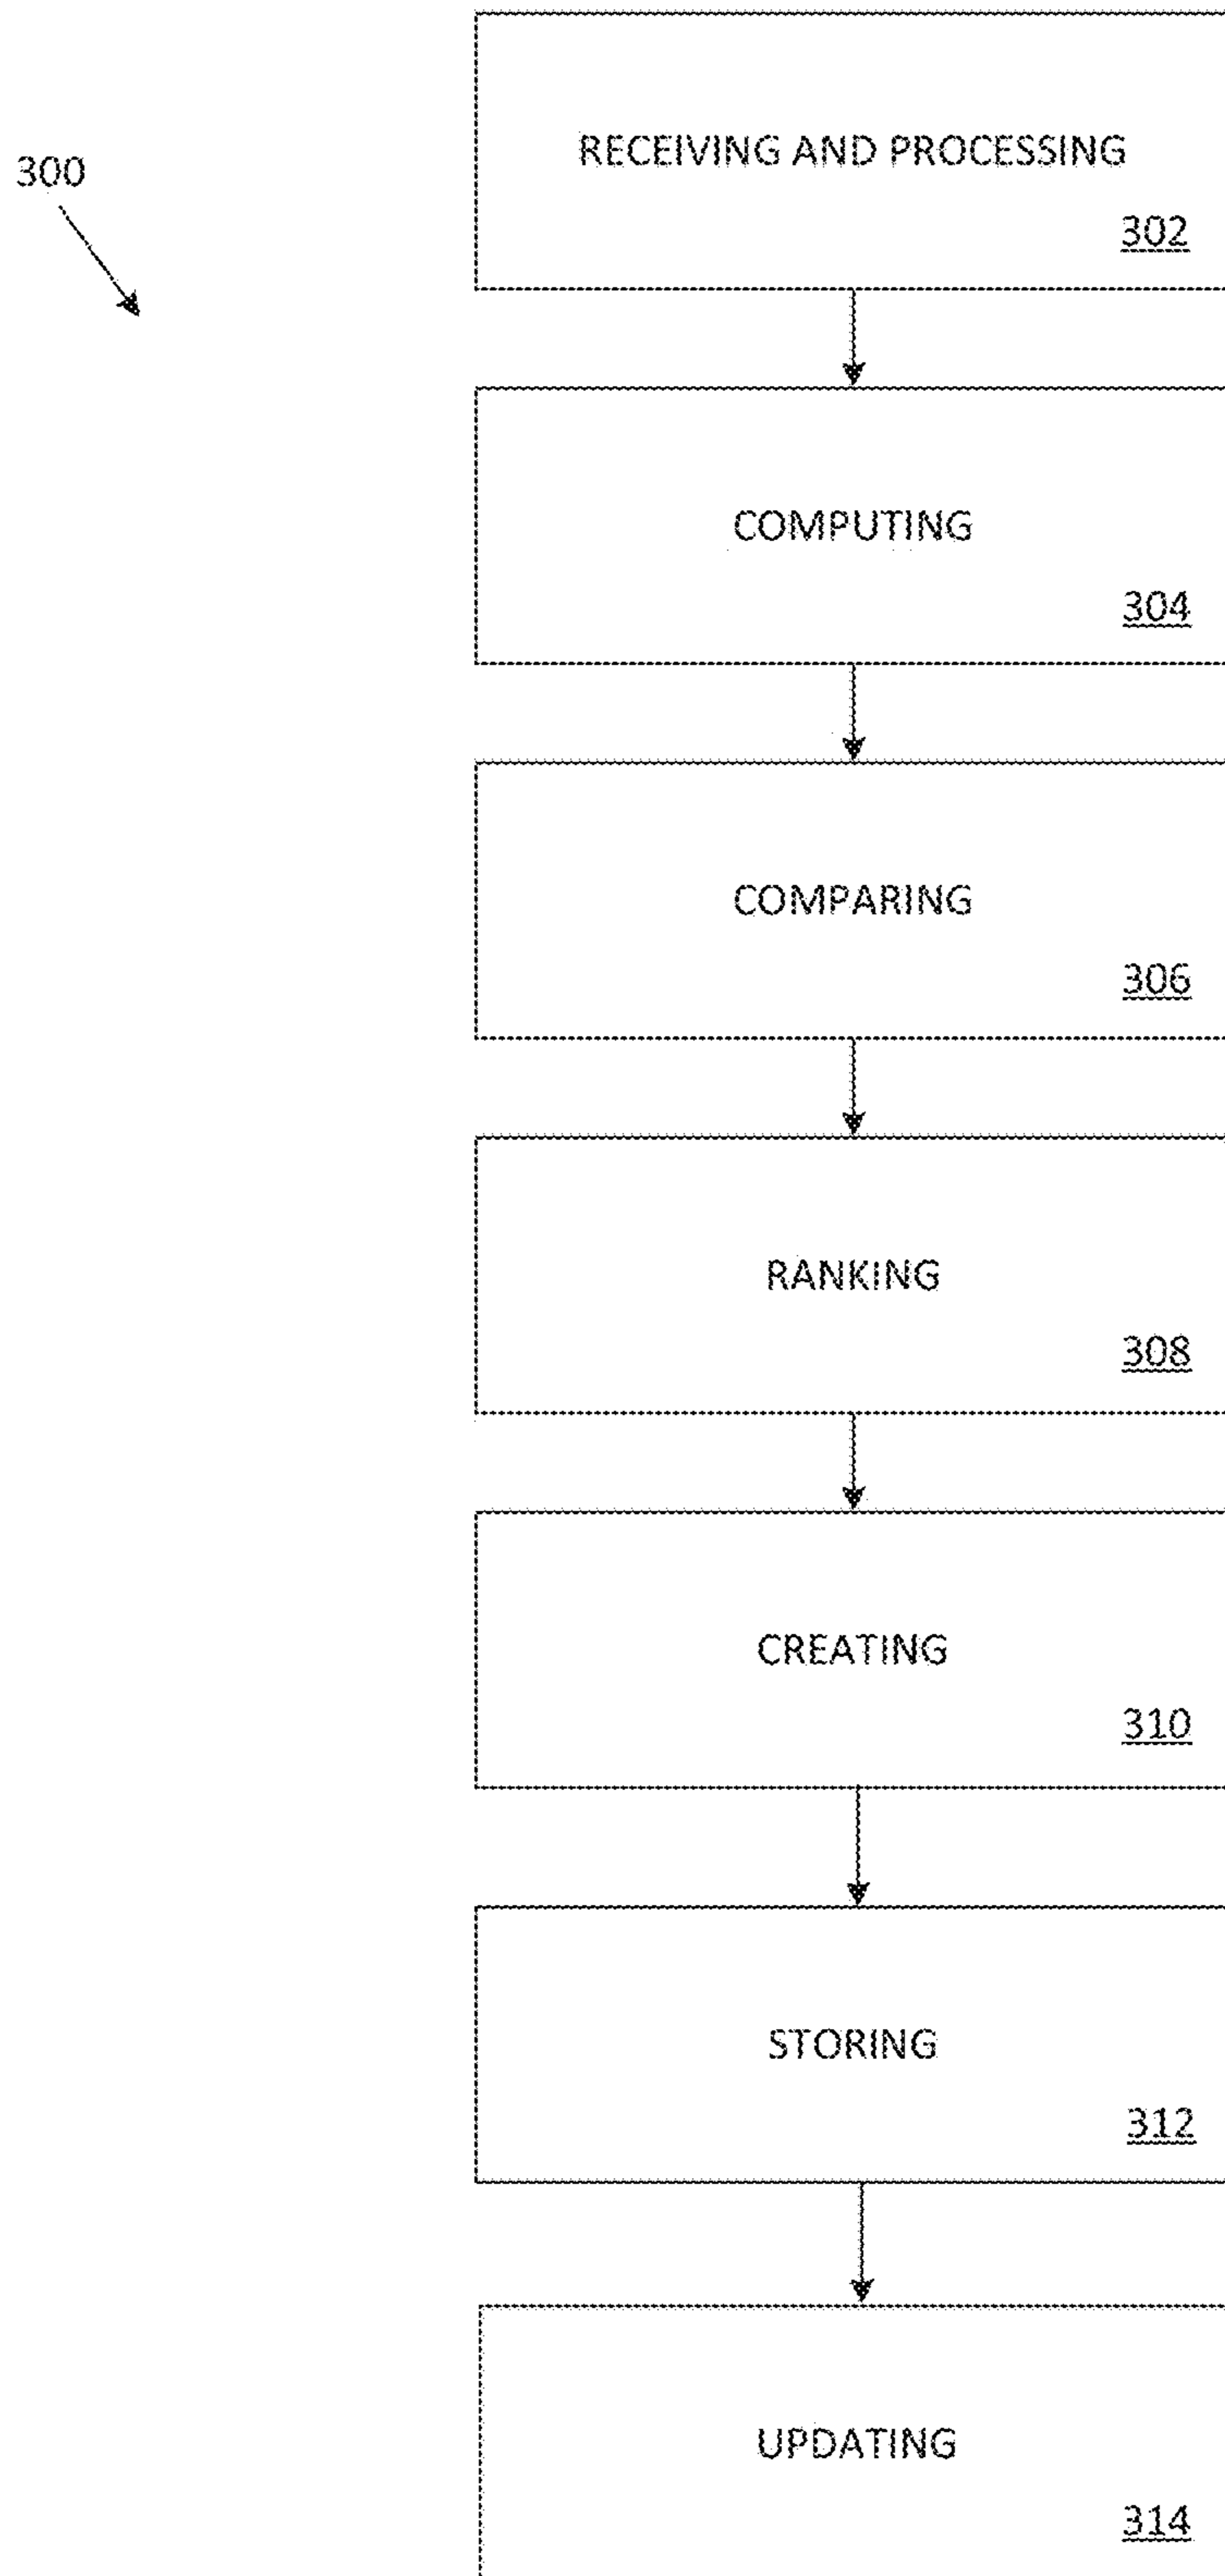 300
RECEIVING AND PROCESSING
302
COMPUTING
304
COMPARING
306
RANKING
308
CREATING
310
STORING
312
UPDATING
314